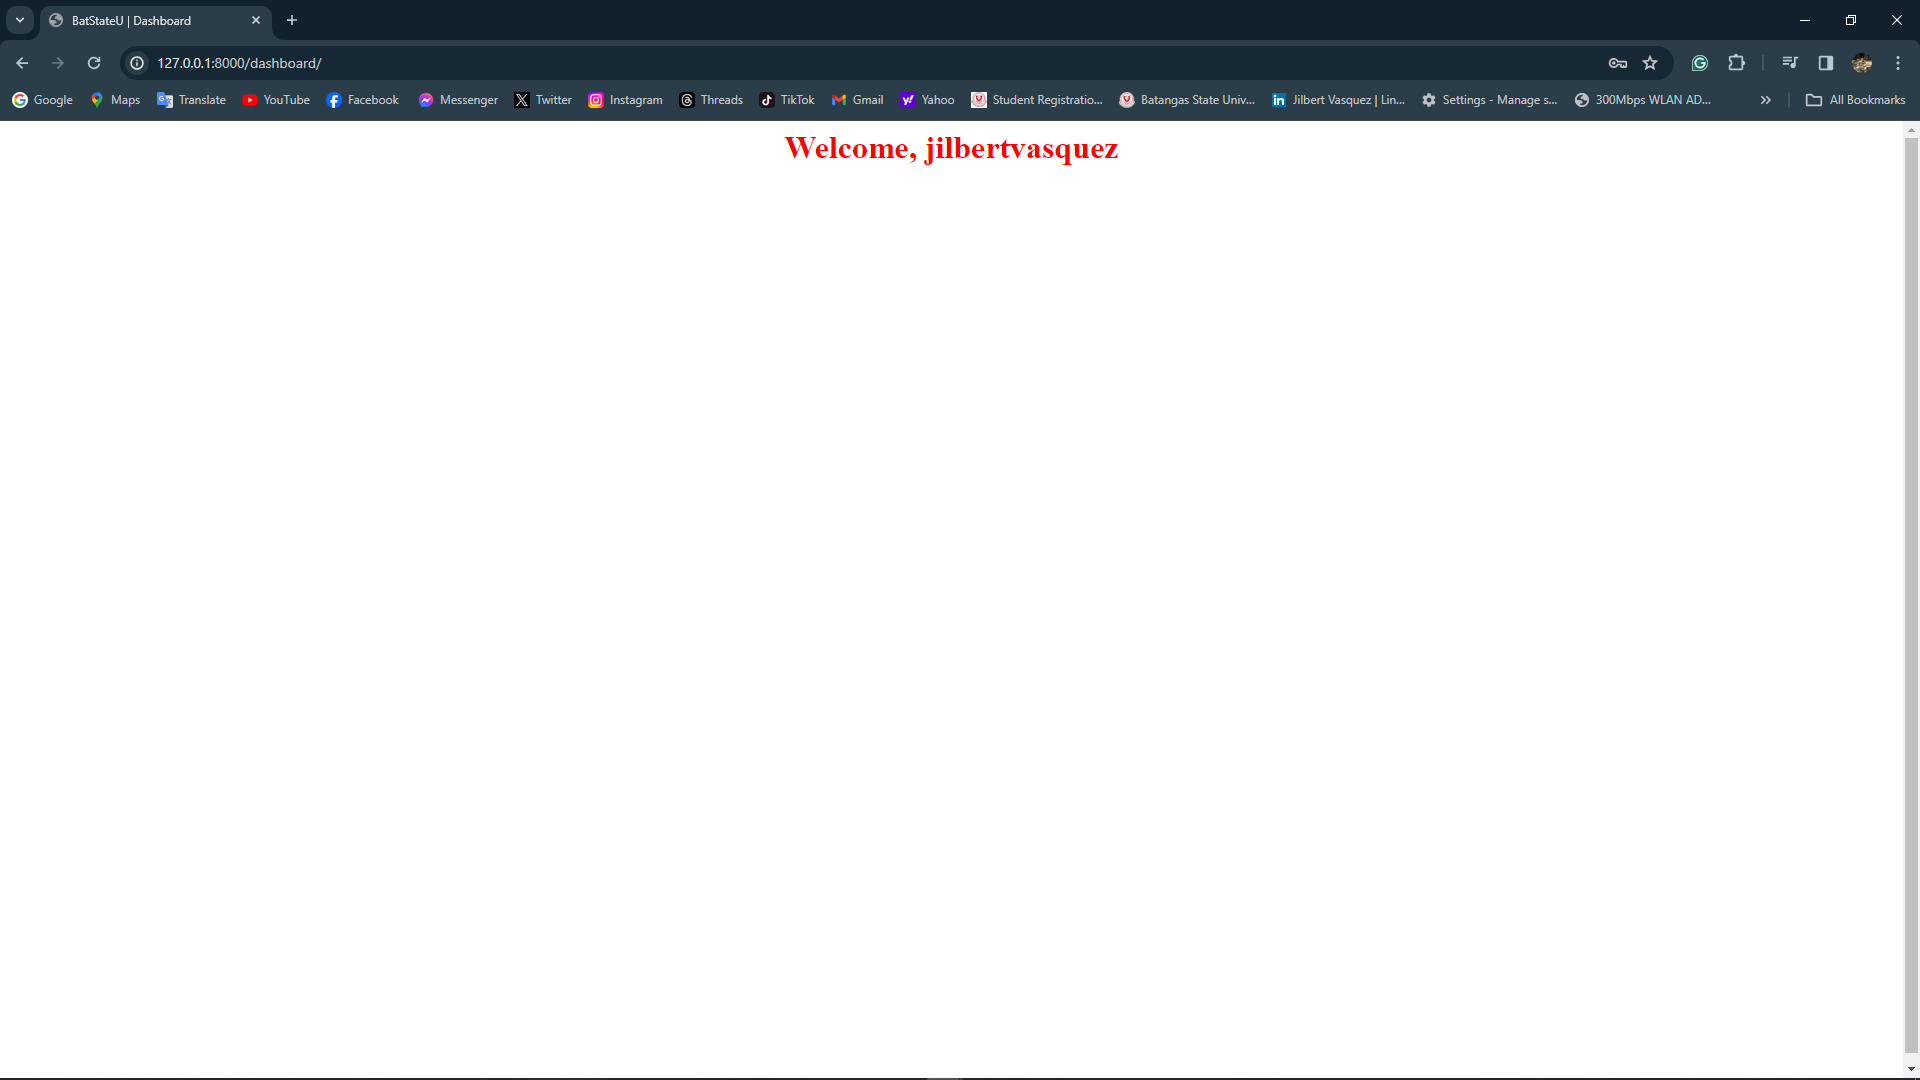 BatStateU | Dashboard
127.0.0.1:8000/dashboard/
Google Maps Translate YouTube Facebook Messenger Twitter Instagram Threads TikTok Gmail Yahoo Student Registratio... Batangas State Univ... Jilbert Vasquez | Lin... Settings - Manage s... 300Mbps WLAN AD... All Bookmarks
Welcome, jilbertvasquez